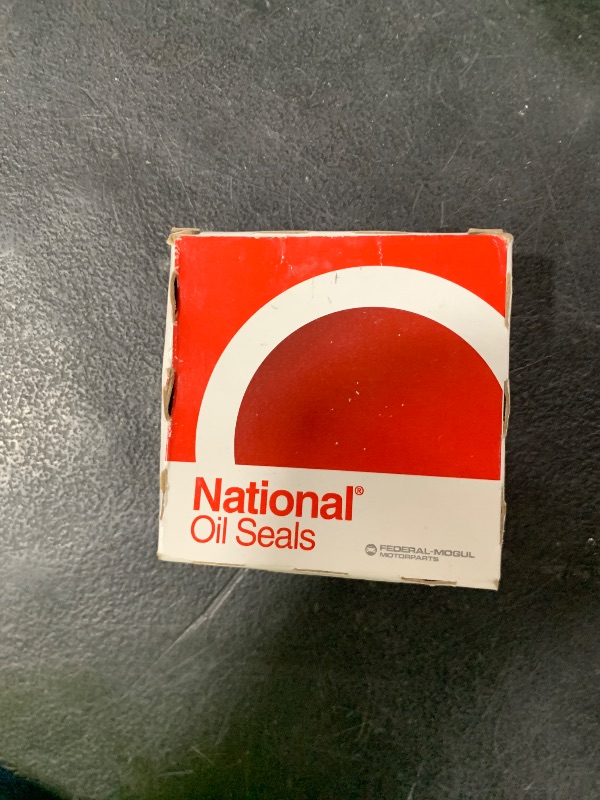 National®
Oil Seals
FEDERAL-MOGUL
MOTORPARTS